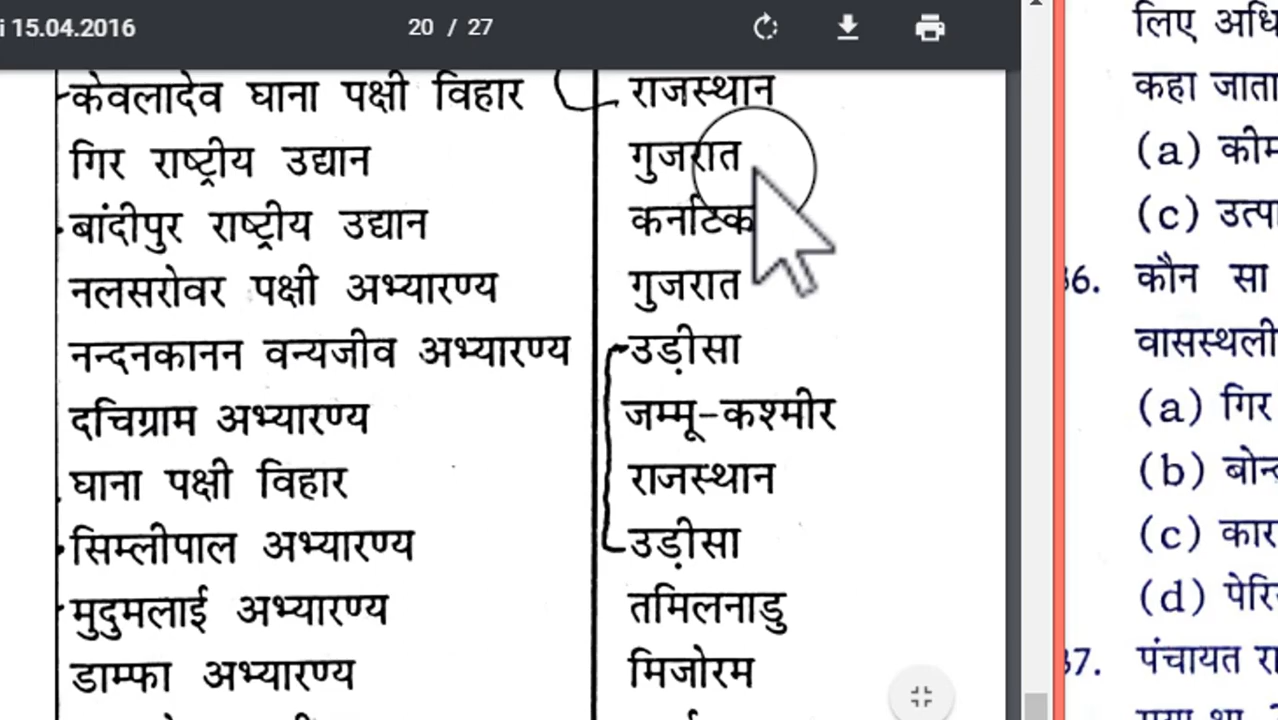 i 15.04.2016
20 / 27
केवलादेव घाना पक्षी विहार राजस्थान
गिर राष्ट्रीय उद्यान गुजरात
बांदीपुर राष्ट्रीय उद्यान कर्नाटक
नलसरोवर पक्षी अभ्यारण्य गुजरात
नन्दनकानन वन्यजीव अभ्यारण्य उड़ीसा
दचिग्राम अभ्यारण्य जम्मू-कश्मीर
घाना पक्षी विहार राजस्थान
सिम्लीपाल अभ्यारण्य उड़ीसा
मुदुमलाई अभ्यारण्य तमिलनाडु
डाम्फा अभ्यारण्य मिजोरम
लिए अधि
कहा जाता
(a) कीम
(c) उत्पा
36. कौन सा
वासस्थली
(a) गिर
(b) बोन्
(c) कार
(d) पेरि
37. पंचायत रा